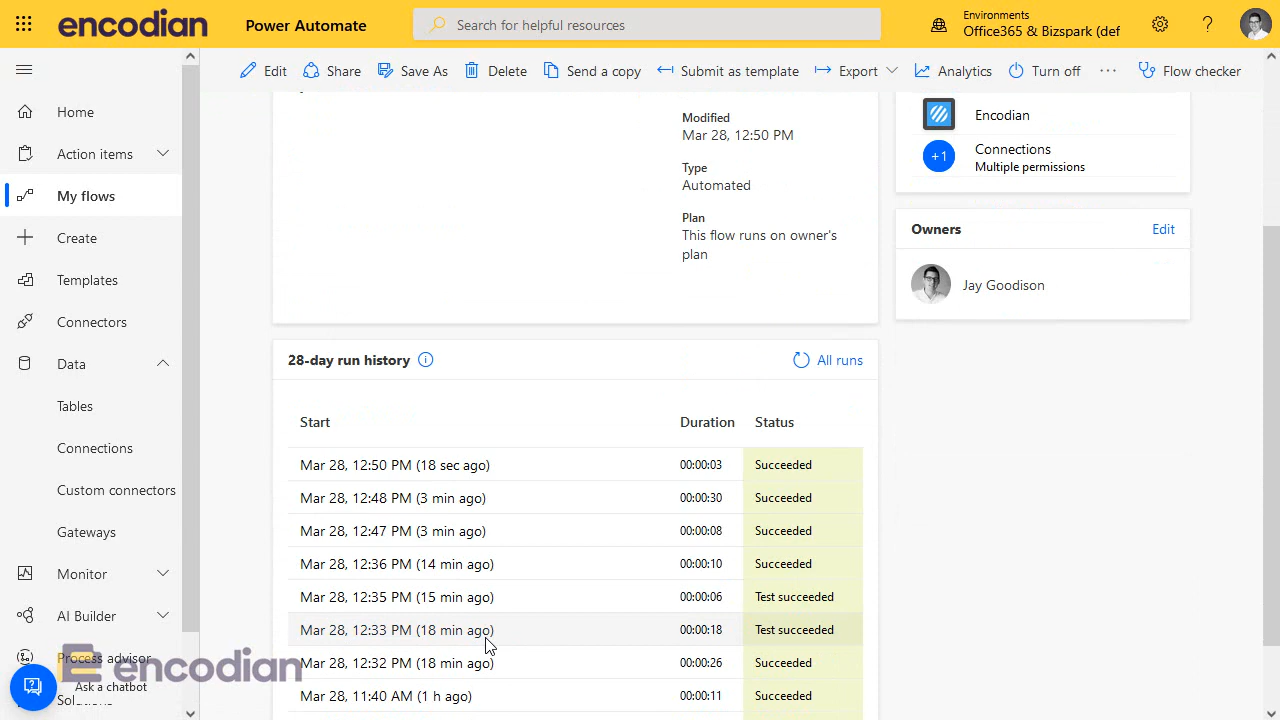 encodian
Power Automate
Search for helpful resources
Environments
Office365 & Bizspark (def
Edit
Share
Save As
Delete
Send a copy
Submit as template
Export
Analytics
Turn off
Flow checker
Home
Action items
My flows
Create
Templates
Connectors
Data
Tables
Connections
Custom connectors
Gateways
Monitor
AI Builder
Process advisor
Solutions
Ask a chatbot
encodian
Modified
Mar 28, 12:50 PM
Type
Automated
Plan
This flow runs on owner's
plan
Encodian
+1
Connections
Multiple permissions
Owners
Edit
Jay Goodison
28-day run history
All runs
Start Duration Status
Mar 28, 12:50 PM (18 sec ago) 00:00:03 Succeeded
Mar 28, 12:48 PM (3 min ago) 00:00:30 Succeeded
Mar 28, 12:47 PM (3 min ago) 00:00:08 Succeeded
Mar 28, 12:36 PM (14 min ago) 00:00:10 Succeeded
Mar 28, 12:35 PM (15 min ago) 00:00:06 Test succeeded
Mar 28, 12:33 PM (18 min ago) 00:00:18 Test succeeded
Mar 28, 12:32 PM (18 min ago) 00:00:26 Succeeded
Mar 28, 11:40 AM (1 h ago) 00:00:11 Succeeded